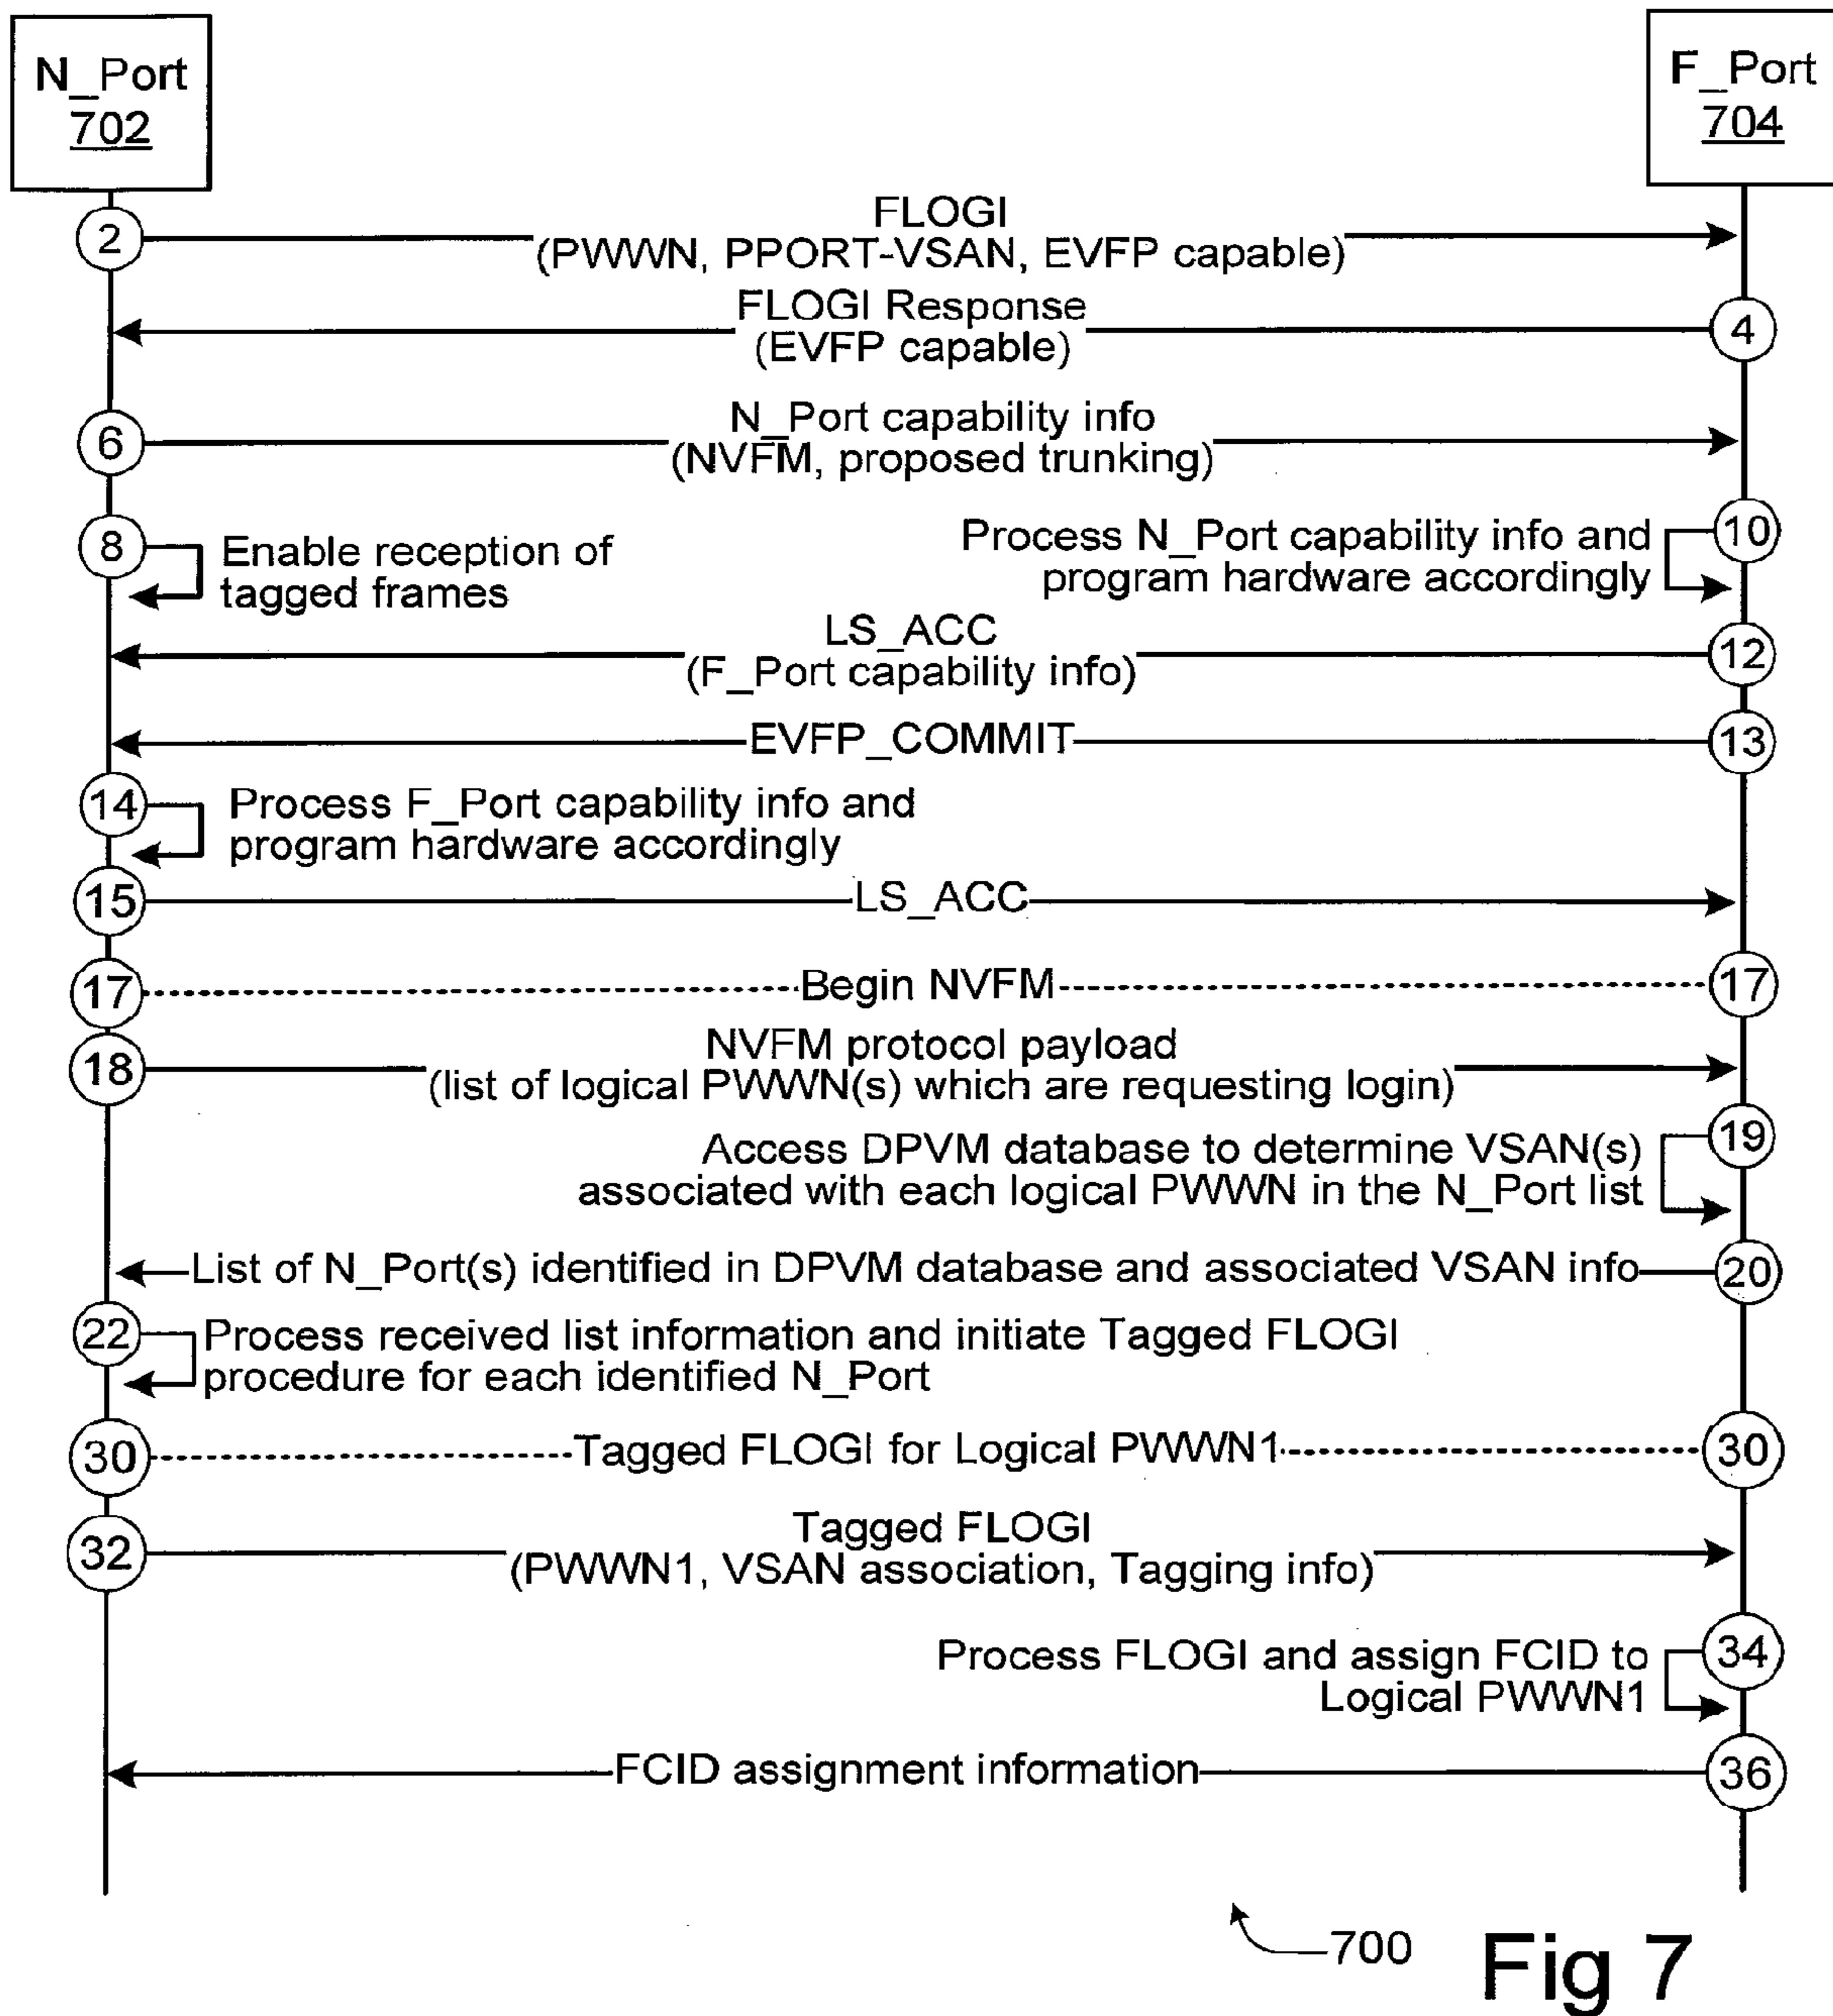 N_Port
702
F_Port
704
2
FLOGI
(PWWN, PPORT-VSAN, EVFP capable)
FLOGI Response
(EVFP capable)
4
6
N_Port capability info
(NVFM, proposed trunking)
8
Enable reception of
tagged frames
Process N_Port capability info and
program hardware accordingly
10
LS_ACC
(F_Port capability info)
12
EVFP_COMMIT
13
14
Process F_Port capability info and
program hardware accordingly
15
LS_ACC
17
Begin NVFM
17
18
NVFM protocol payload
(list of logical PWWN(s) which are requesting login)
Access DPVM database to determine VSAN(s)
associated with each logical PWWN in the N_Port list
19
List of N_Port(s) identified in DPVM database and associated VSAN info
20
22
Process received list information and initiate Tagged FLOGI
procedure for each identified N_Port
30
Tagged FLOGI for Logical PWWN1
30
32
Tagged FLOGI
(PWWN1, VSAN association, Tagging info)
Process FLOGI and assign FCID to
Logical PWWN1
34
FCID assignment information
36
700
Fig 7